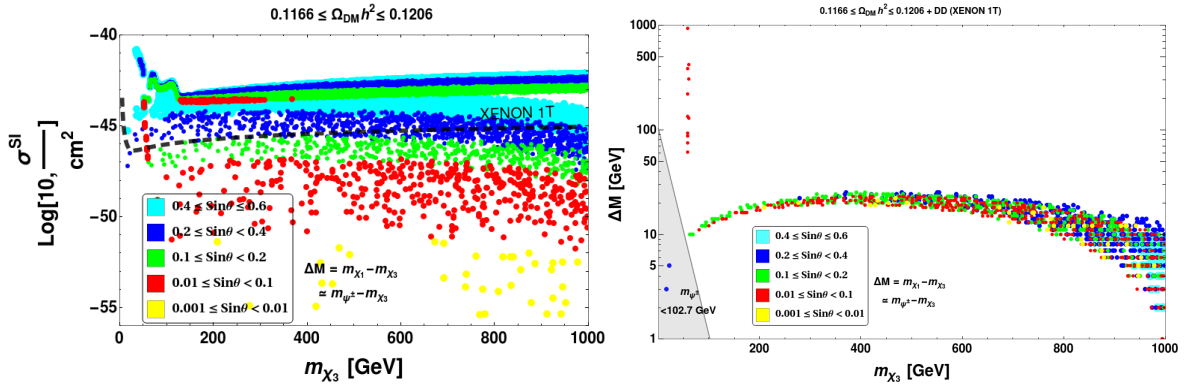 0.1166 ≤ Ω_DM h² ≤ 0.1206
Log[10, σ^SI/cm²]
-40
-45
-50
-55
XENON 1T
0.4 ≤ Sinθ ≤ 0.6
0.2 ≤ Sinθ < 0.4
0.1 ≤ Sinθ < 0.2
0.01 ≤ Sinθ < 0.1
0.001 ≤ Sinθ < 0.01
ΔM = m_χ1 − m_χ3
≃ m_ψ± − m_χ3
0 200 400 600 800 1000
m_χ3 [GeV]
0.1166 ≤ Ω_DM h² ≤ 0.1206 + DD (XENON 1T)
ΔM [GeV]
1000
500
100
50
10
5
1
m_ψ±
<102.7 GeV
0.4 ≤ Sinθ ≤ 0.6
0.2 ≤ Sinθ < 0.4
0.1 ≤ Sinθ < 0.2
0.01 ≤ Sinθ < 0.1
0.001 ≤ Sinθ < 0.01
ΔM = m_χ1 − m_χ3
≃ m_ψ± − m_χ3
200 400 600 800 1000
m_χ3 [GeV]